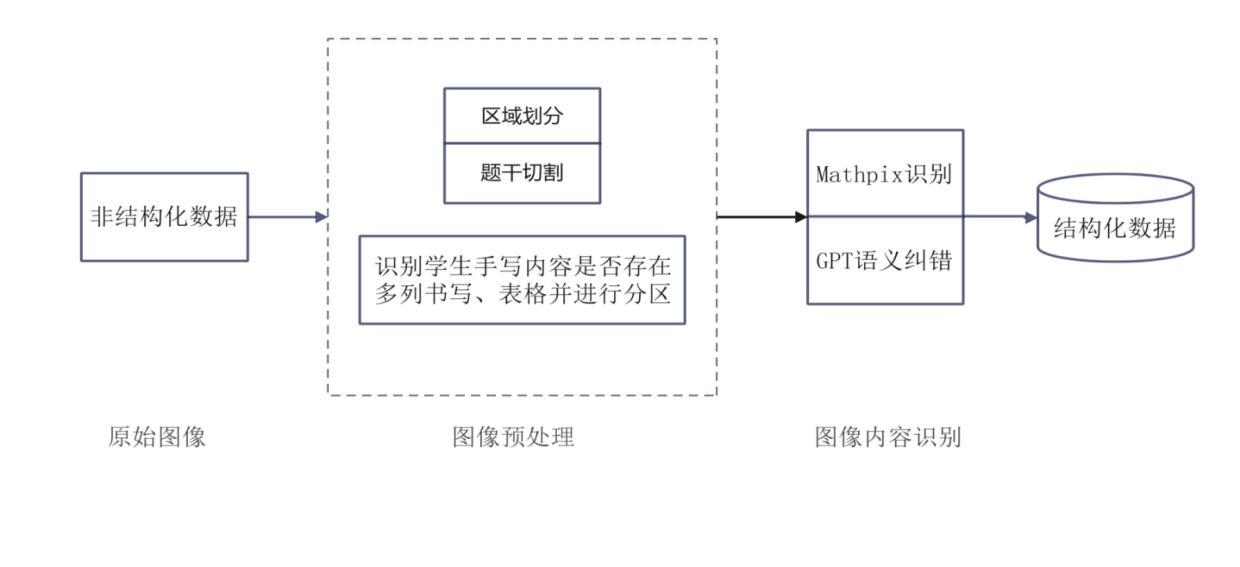 非结构化数据
区域划分
题干切割
识别学生手写内容是否存在
多列书写、表格并进行分区
Mathpix识别
GPT语义纠错
结构化数据
原始图像
图像预处理
图像内容识别